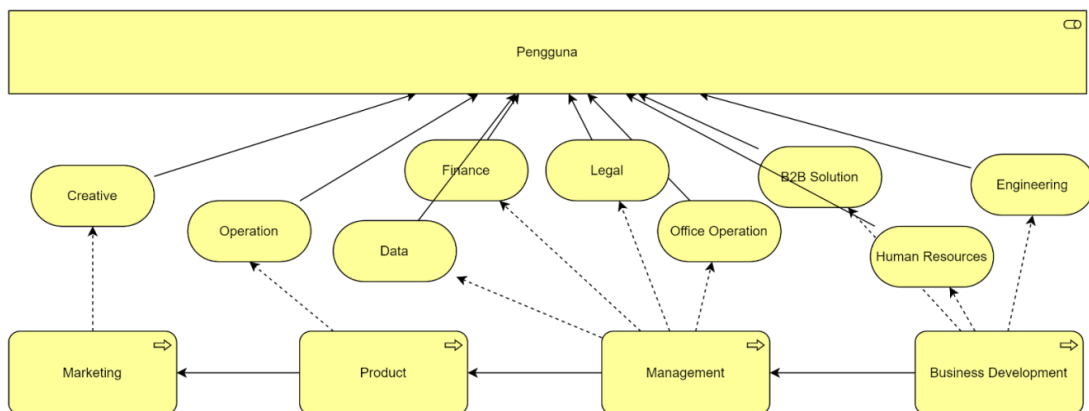 Pengguna
Finance
Legal
B2B Solution
Engineering
Creative
Operation
Data
Office Operation
Human Resources
Marketing
Product
Management
Business Development